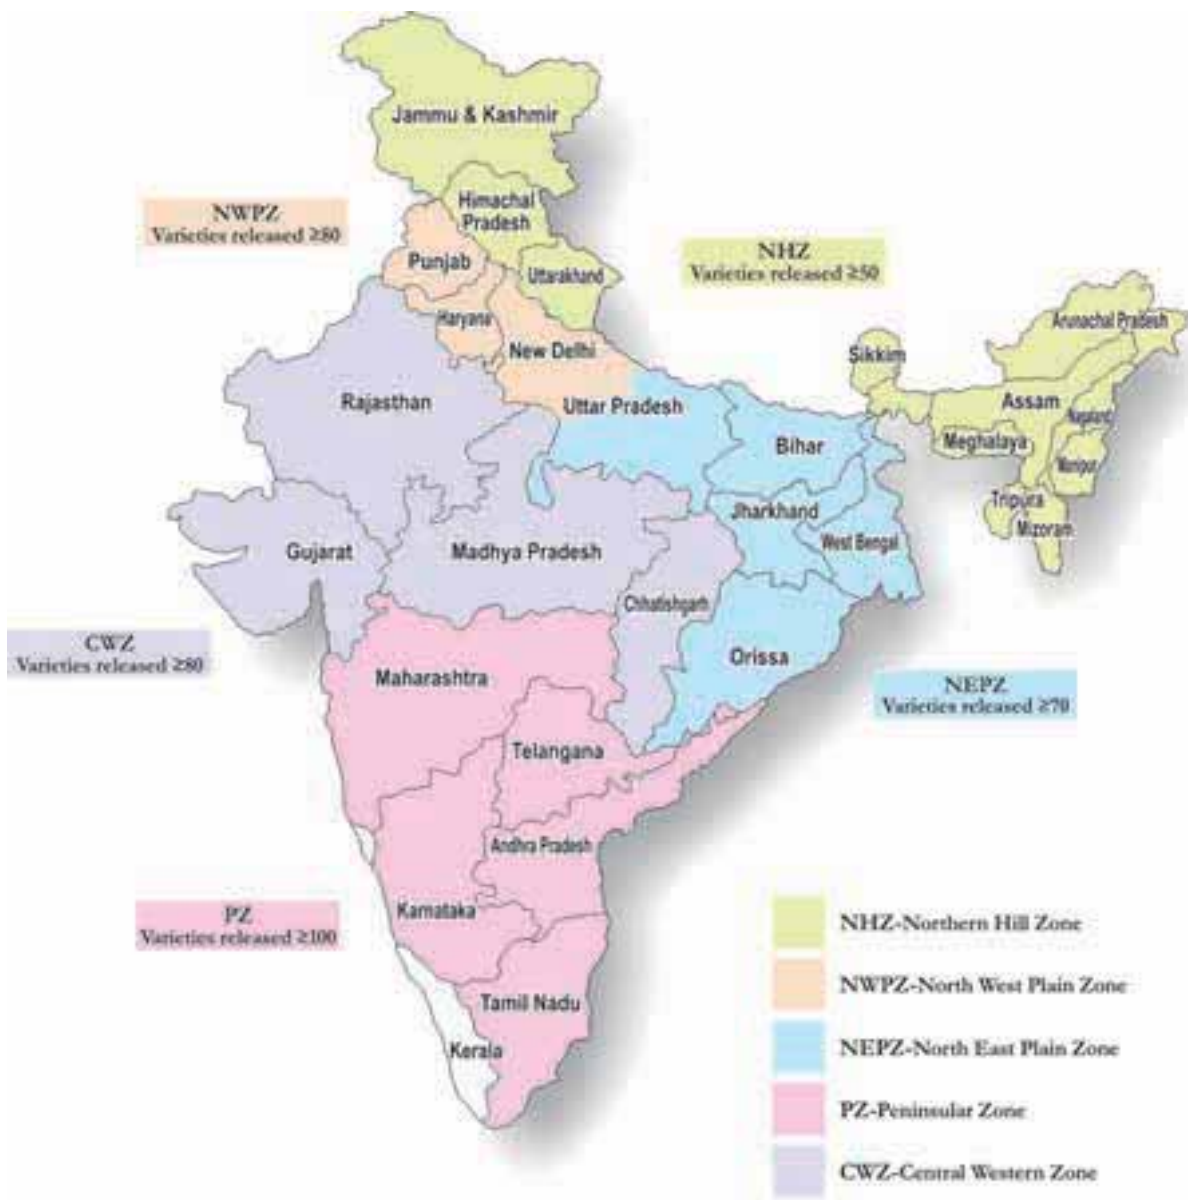 Jammu & Kashmir
Himachal
Pradesh
NWPZ
Varieties released ≥80
Punjab
Uttarakhand
NHZ
Varieties released ≥50
Haryana
New Delhi
Arunachal Pradesh
Sikkim
Rajasthan
Uttar Pradesh
Assam
Nagaland
Bihar
Meghalaya
Manipur
Jharkhand
Tripura
Mizoram
Gujarat
Madhya Pradesh
West Bengal
Chhatishgarh
CWZ
Varieties released ≥80
Maharashtra
Orissa
NEPZ
Varieties released ≥70
Telangana
Andhra Pradesh
PZ
Varieties released ≥100
Karnataka
Tamil Nadu
Kerala
NHZ-Northern Hill Zone
NWPZ-North West Plain Zone
NEPZ-North East Plain Zone
PZ-Peninsular Zone
CWZ-Central Western Zone